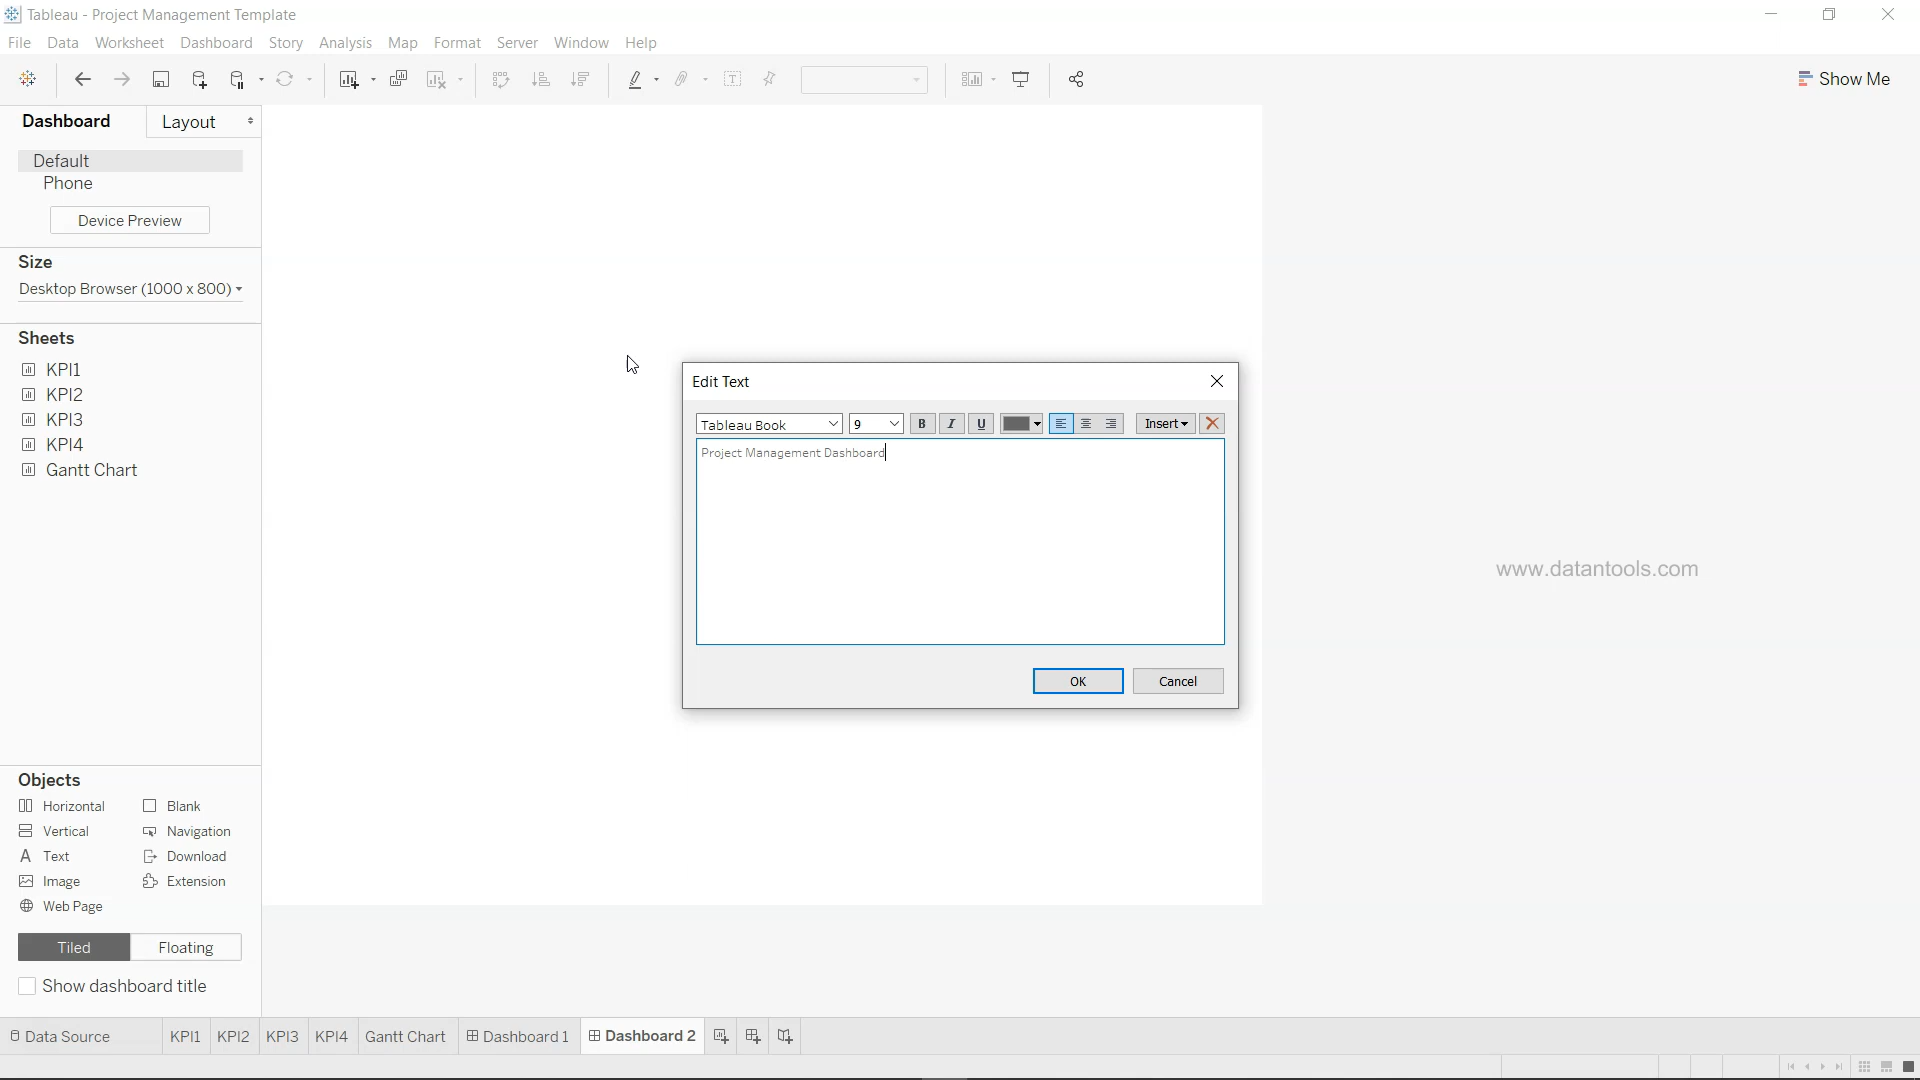 Tableau - Project Management Template
File Data Worksheet Dashboard Story Analysis Map Format Server Window Help
Show Me
Dashboard Layout
Default
Phone
Device Preview
Size
Desktop Browser (1000 x 800)
Sheets
KPI1
KPI2
KPI3
KPI4
Gantt Chart
Edit Text
Tableau Book 9 B I U Insert
Project Management Dashboard
OK Cancel
www.datantools.com
Objects
Horizontal Blank
Vertical Navigation
A Text Download
Image Extension
Web Page
Tiled Floating
Show dashboard title
Data Source KPI1 KPI2 KPI3 KPI4 Gantt Chart Dashboard 1 Dashboard 2